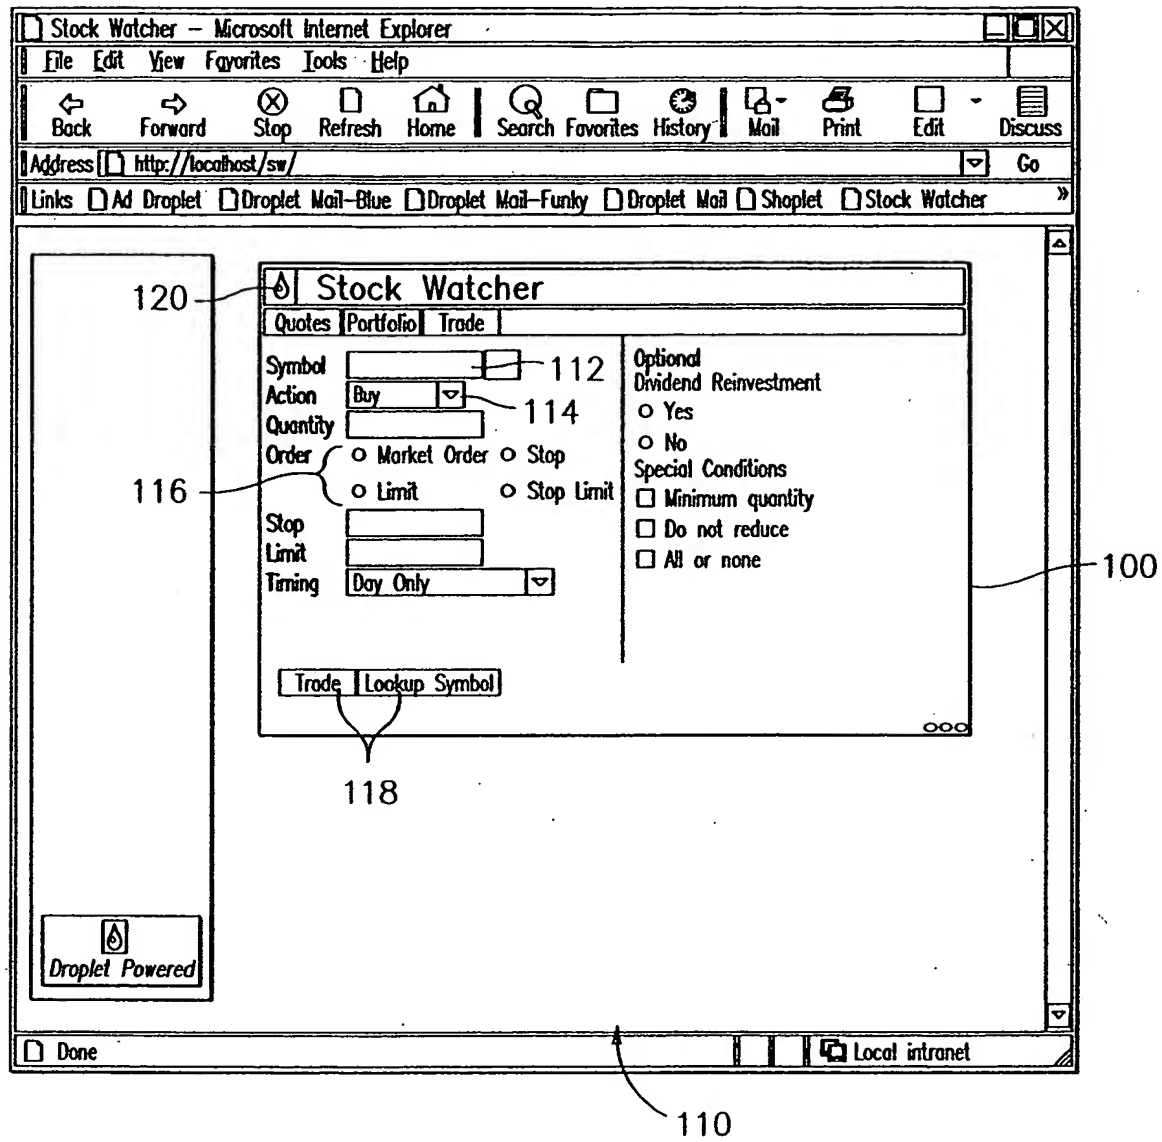 Stock Watcher - Microsoft Internet Explorer
File Edit View Favorites Tools Help
Back Forward Stop Refresh Home Search Favorites History Mail Print Edit Discuss
Address http://localhost/sw/ Go
Links Ad Droplet Droplet Mail-Blue Droplet Mail-Funky Droplet Mail Shoplet Stock Watcher »
120 Stock Watcher
Quotes Portfolio Trade
Symbol 112
Action Buy 114
Quantity
Order Market Order Stop
116 Limit Stop Limit
Stop
Limit
Timing Day Only
Optional
Dividend Reinvestment
Yes
No
Special Conditions
Minimum quantity
Do not reduce
All or none
100
Trade Lookup Symbol
118
Droplet Powered
Done Local intranet
110